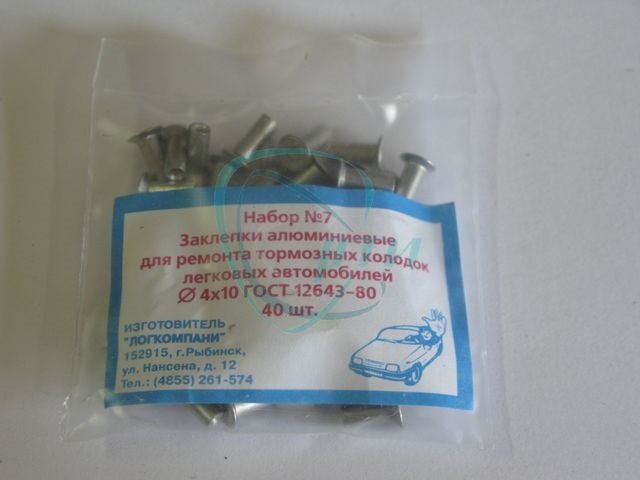 Набор №7
Заклепки алюминиевые
для ремонта тормозных колодок
легковых автомобилей
Ø 4х10 ГОСТ 12643-80
40 шт.
ИЗГОТОВИТЕЛЬ
"ЛОГКОМПАНИ"
152915, г.Рыбинск,
ул. Нансена, д. 12
Тел.: (4855) 261-574